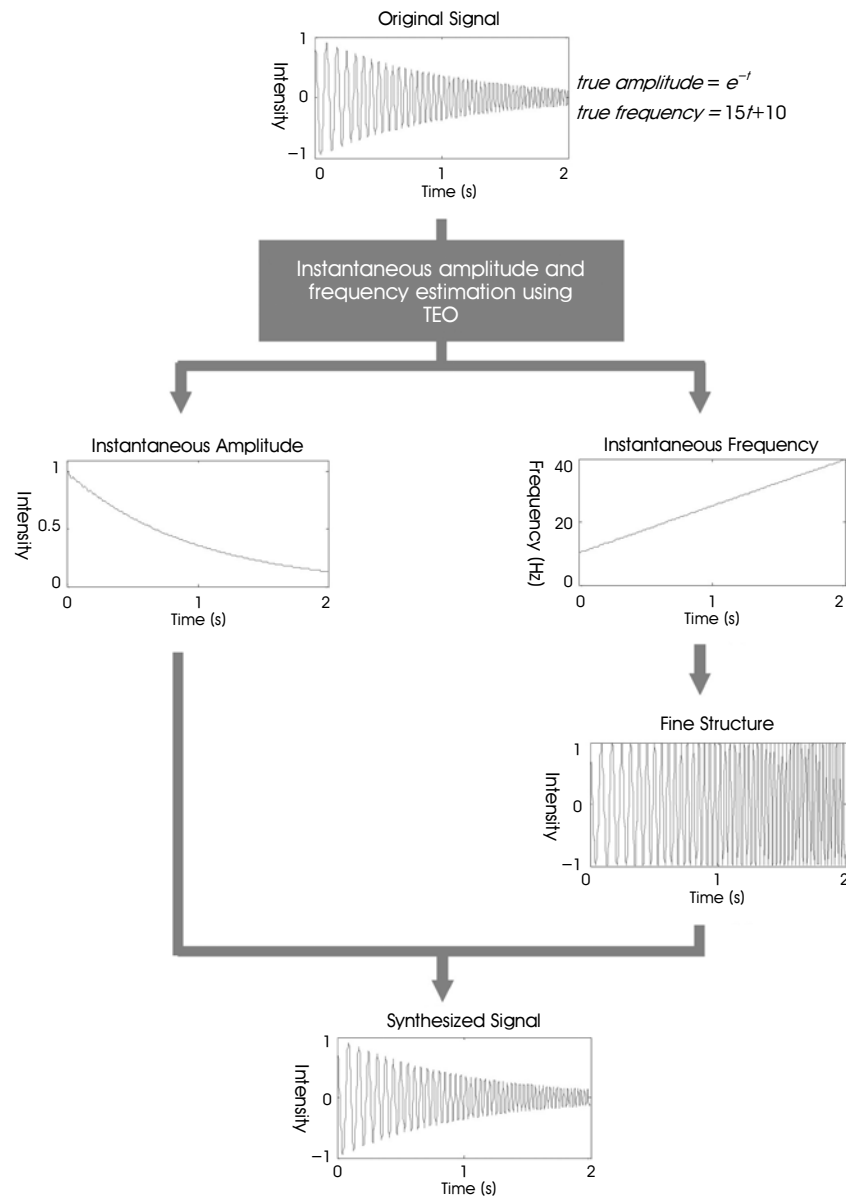 Original Signal
1
0
−1
Intensity
0 1 2
Time (s)
true amplitude = e⁻ᵗ
true frequency = 15t+10
Instantaneous amplitude and
frequency estimation using
TEO
Instantaneous Amplitude
1
0.5
0
Intensity
0 1 2
Time (s)
Instantaneous Frequency
40
20
0
Frequency (Hz)
0 1 2
Time (s)
Fine Structure
1
0
−1
Intensity
0 1 2
Time (s)
Synthesized Signal
1
0
−1
Intensity
0 1 2
Time (s)